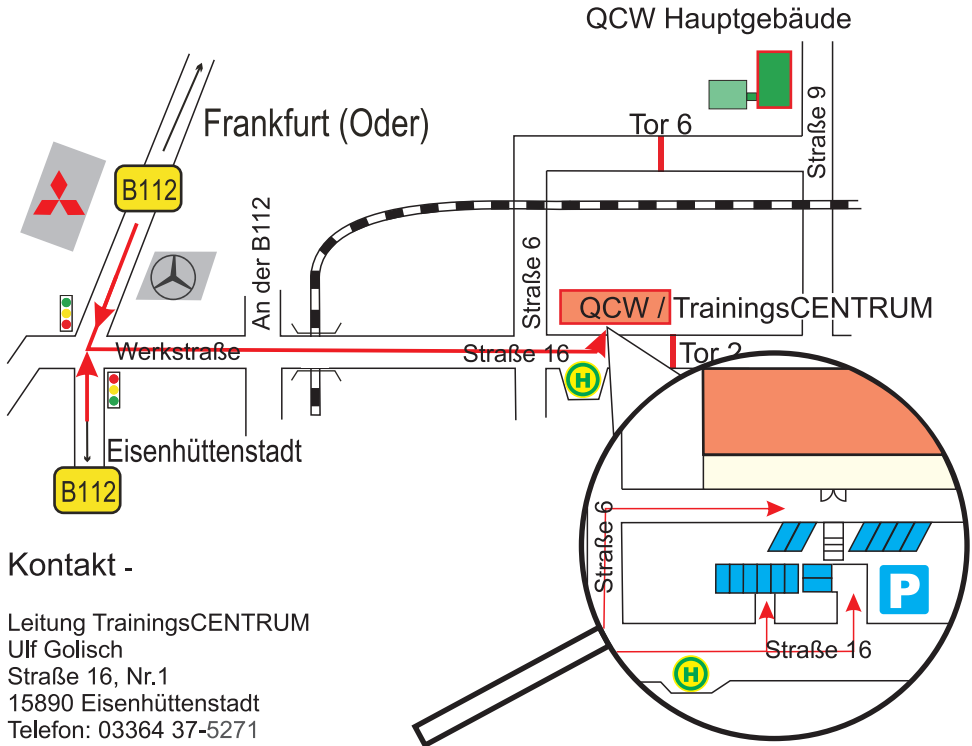 QCW Hauptgebäude
Straße 9
Frankfurt (Oder)
Tor 6
B112
An der B112
Straße 6
QCW / TrainingsCENTRUM
Werkstraße
Straße 16
Tor 2
H
Eisenhüttenstadt
B112
Straße 6
P
Straße 16
H
Kontakt -
Leitung TrainingsCENTRUM
Ulf Golisch
Straße 16, Nr.1
15890 Eisenhüttenstadt
Telefon: 03364 37-5271